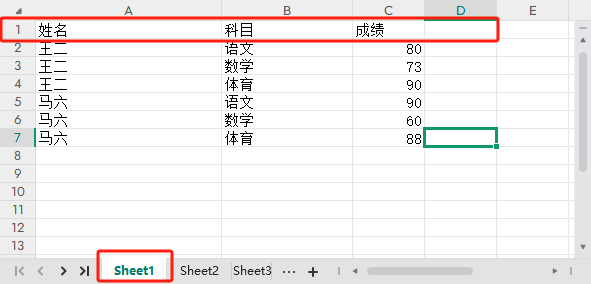 A B C D E
1 姓名 科目 成绩
2 王二 语文 80
3 王二 数学 73
4 王二 体育 90
5 马六 语文 90
6 马六 数学 60
7 马六 体育 88
8
9
10
11
12
13
Sheet1 Sheet2 Sheet3 ··· +